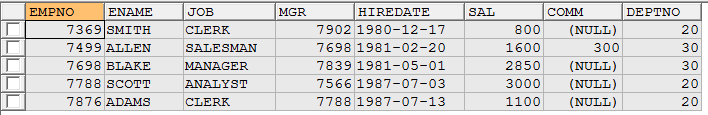 EMPNO ENAME JOB MGR HIREDATE SAL COMM DEPTNO
7369 SMITH CLERK 7902 1980-12-17 800 (NULL) 20
7499 ALLEN SALESMAN 7698 1981-02-20 1600 300 30
7698 BLAKE MANAGER 7839 1981-05-01 2850 (NULL) 30
7788 SCOTT ANALYST 7566 1987-07-03 3000 (NULL) 20
7876 ADAMS CLERK 7788 1987-07-13 1100 (NULL) 20